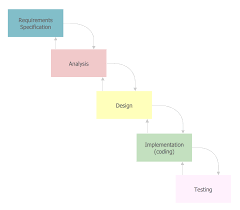 Requirements
Specification
Analysis
Design
Implementation
(coding)
Testing